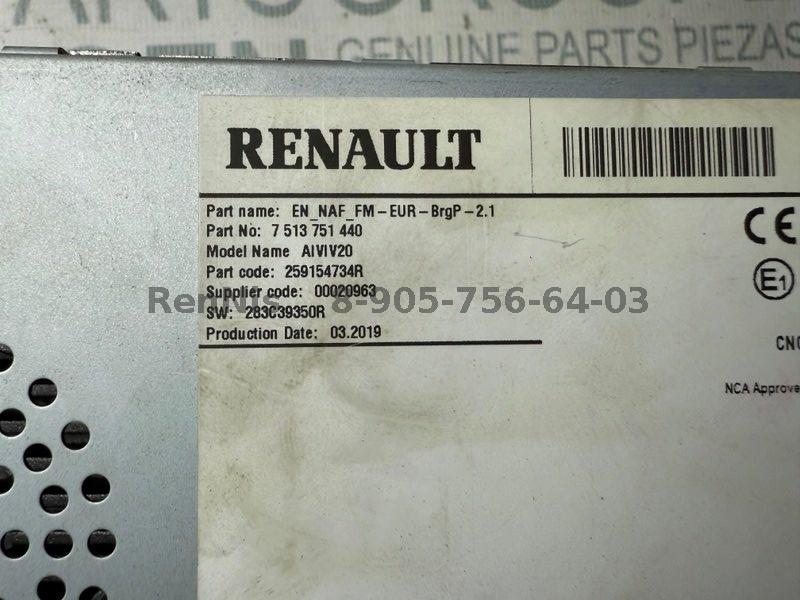 GENUINE PARTS PIEZAS
RENAULT
Part name: EN_NAF_FM-EUR-BrgP-2.1
Part No: 7 513 751 440
Model Name AIVIV20
Part code: 259154734R
Supplier code: 00020963
RenNis 8-905-756-64-03
SW: 283C39350R
Production Date: 03.2019
CE
E1
NCA Approve